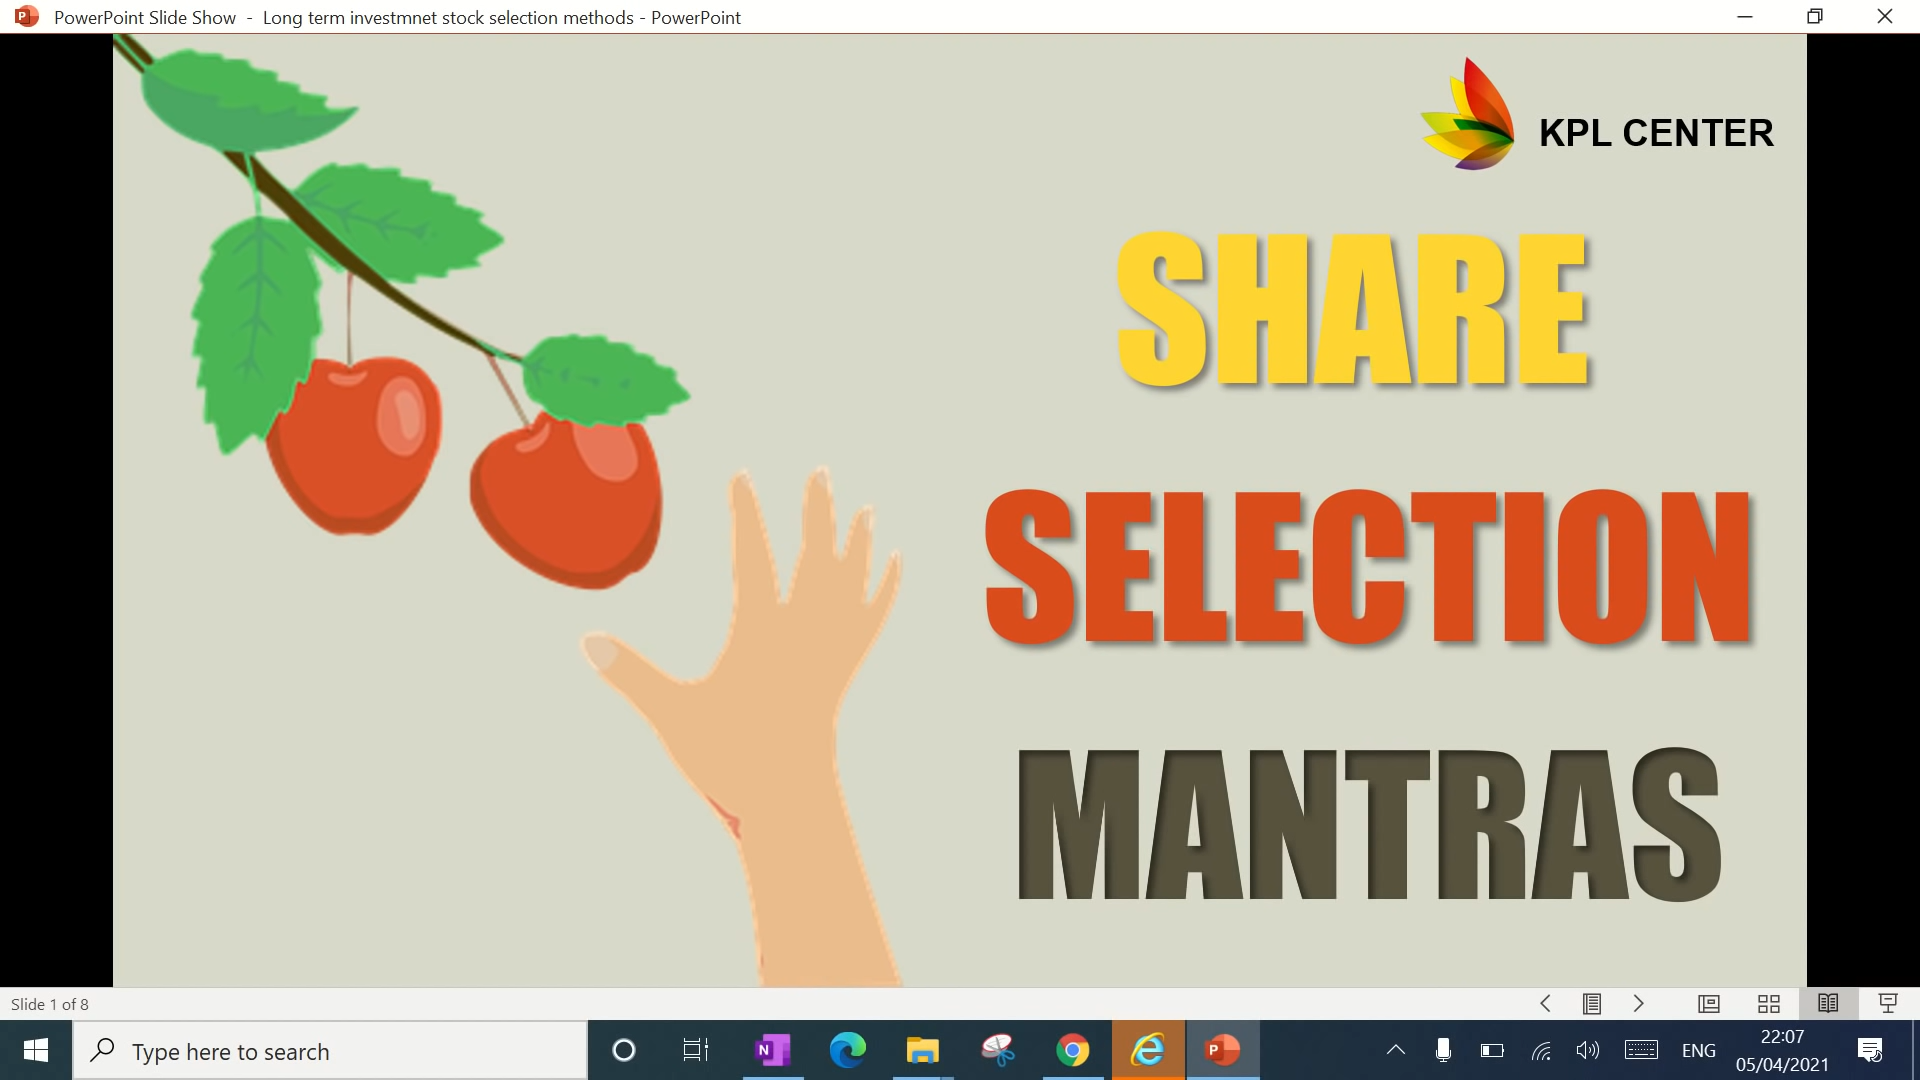 PowerPoint Slide Show - Long term investmnet stock selection methods - PowerPoint
KPL CENTER
SHARE
SELECTION
MANTRAS
Slide 1 of 8
Type here to search
N
P
ENG
22:07
05/04/2021